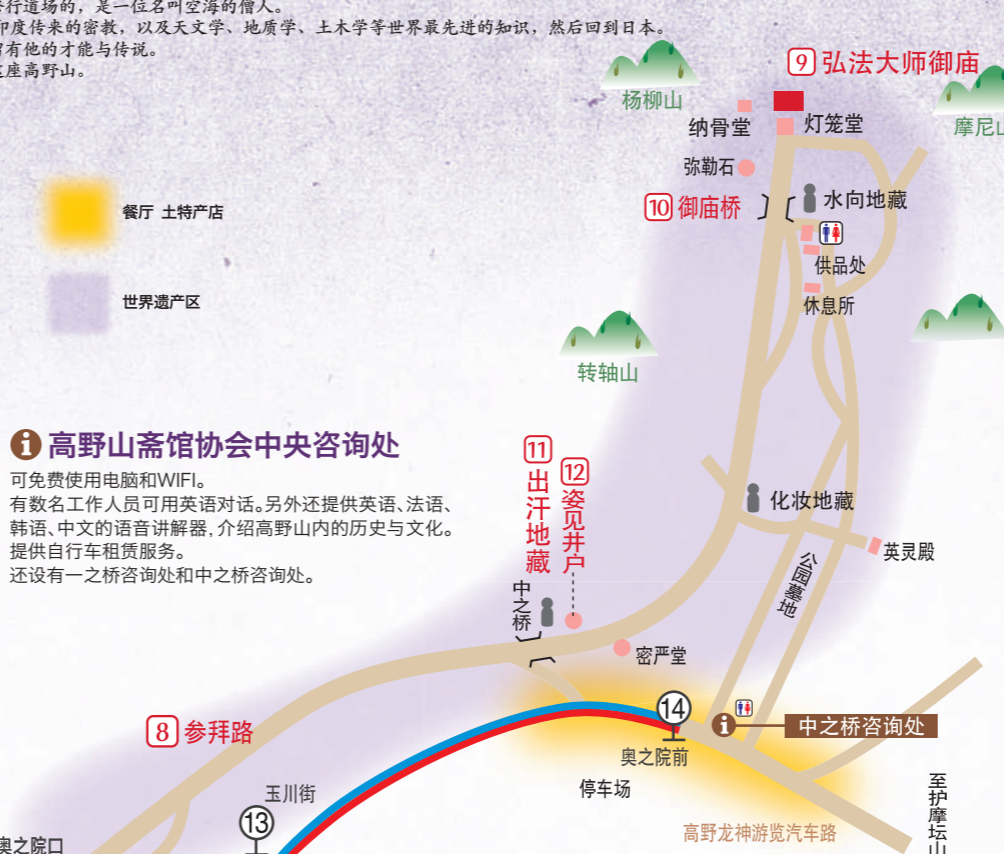 修行道场的，是一位名叫空海的僧人。
印度传来的密教，以及天文学、地质学、土木学等世界最先进的知识，然后回到日本。
留有他的才能与传说。
这座高野山。
9 弘法大师御庙
杨柳山
摩尼山
纳骨堂
灯笼堂
弥勒石
10 御庙桥
水向地藏
餐厅 土特产店
供品处
世界遗产区
休息所
转轴山
i 高野山斋馆协会中央咨询处
可免费使用电脑和WIFI。
有数名工作人员可用英语对话。另外还提供英语、法语、
韩语、中文的语音讲解器, 介绍高野山内的历史与文化。
提供自行车租赁服务。
还设有一之桥咨询处和中之桥咨询处。
11 出汗地藏
12 姿见井户
化妆地藏
英灵殿
公园墓地
中之桥
密严堂
8 参拜路
14
奥之院前
i 中之桥咨询处
停车场
玉川街
13
高野龙神游览汽车路
至护摩坛山
奥之院口